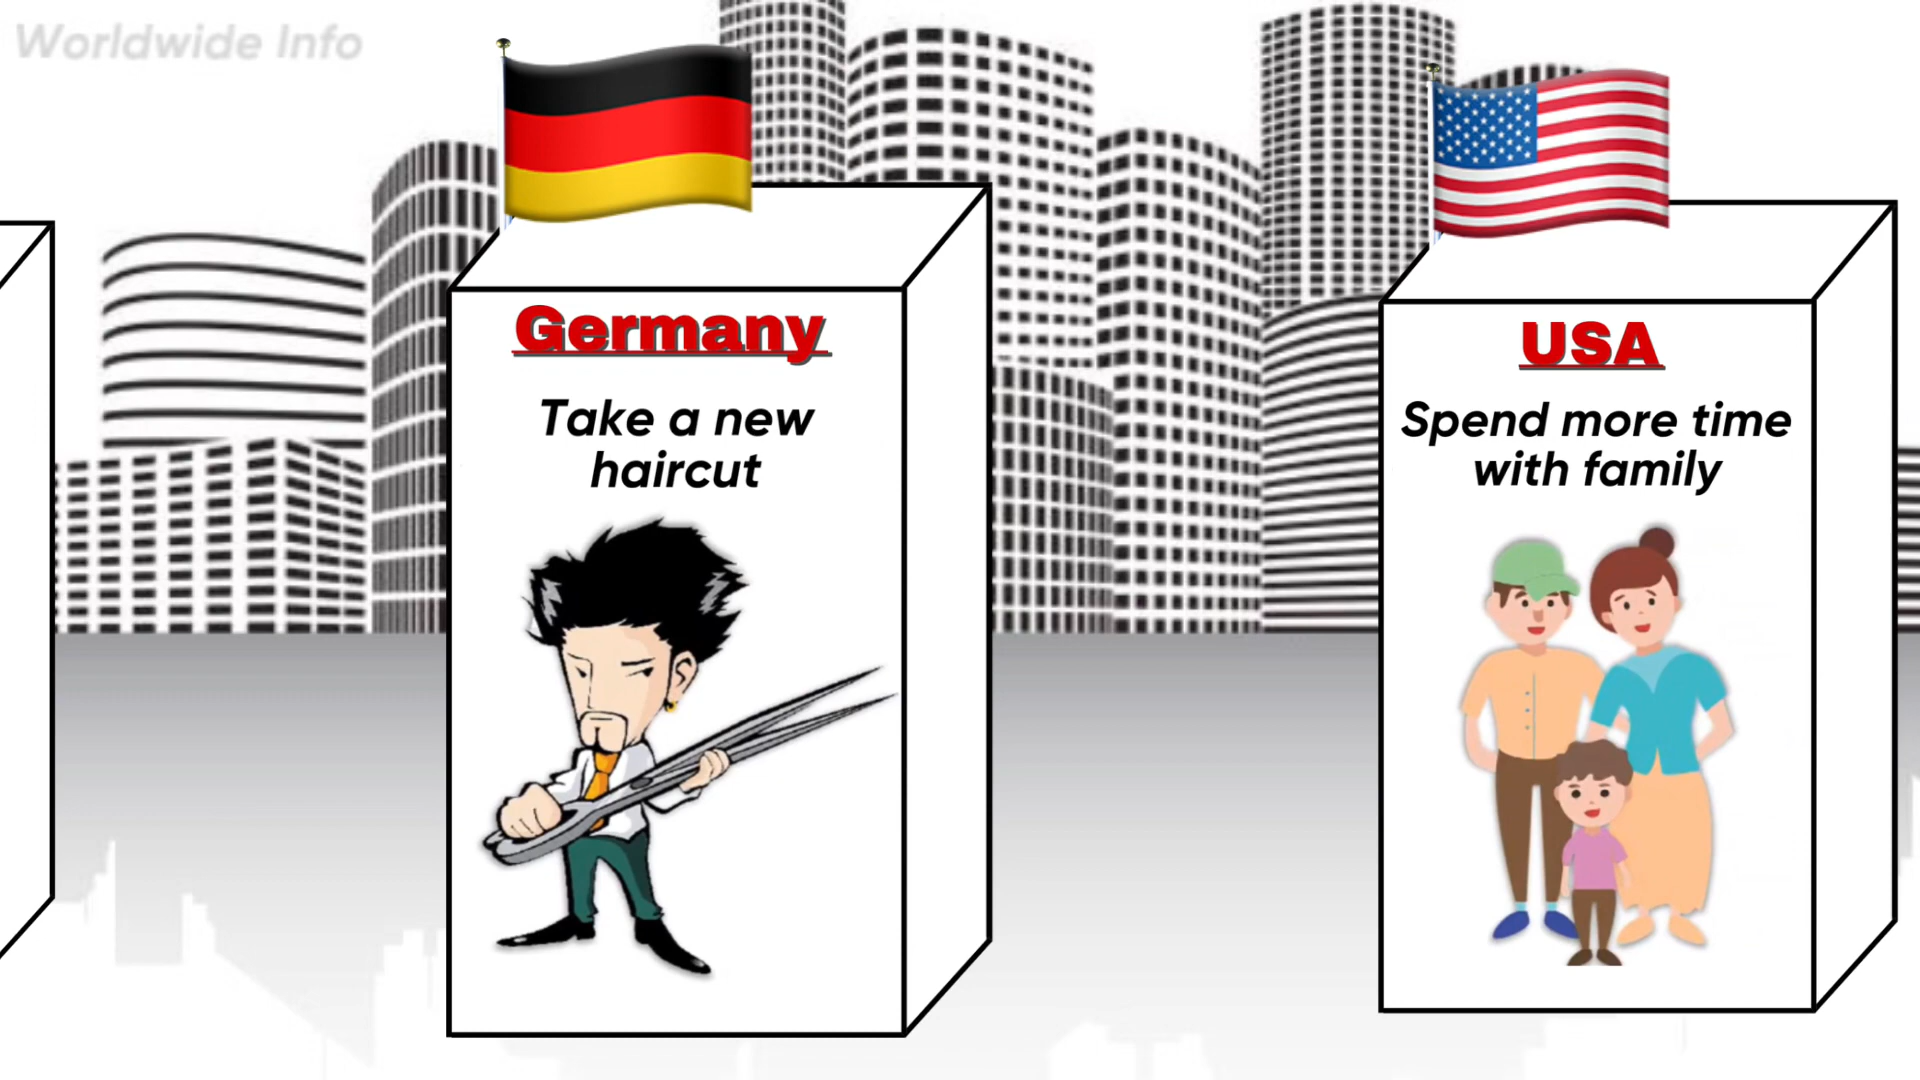 Worldwide Info
Germany
Take a new
haircut
USA
Spend more time
with family